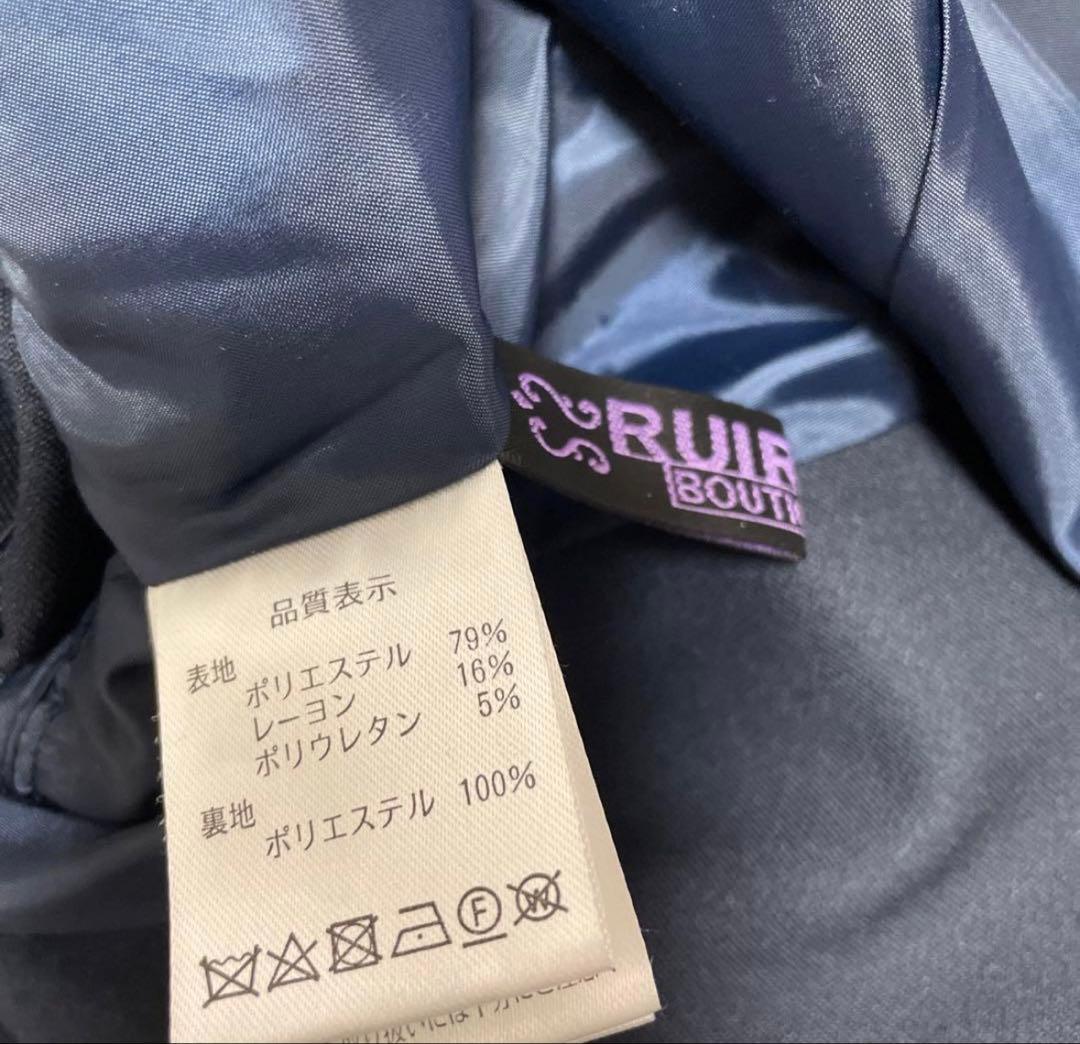 RUIR
BOUTI
品質表示
表地 ポリエステル 79%
レーヨン 16%
ポリウレタン 5%
裏地 ポリエステル 100%
F W